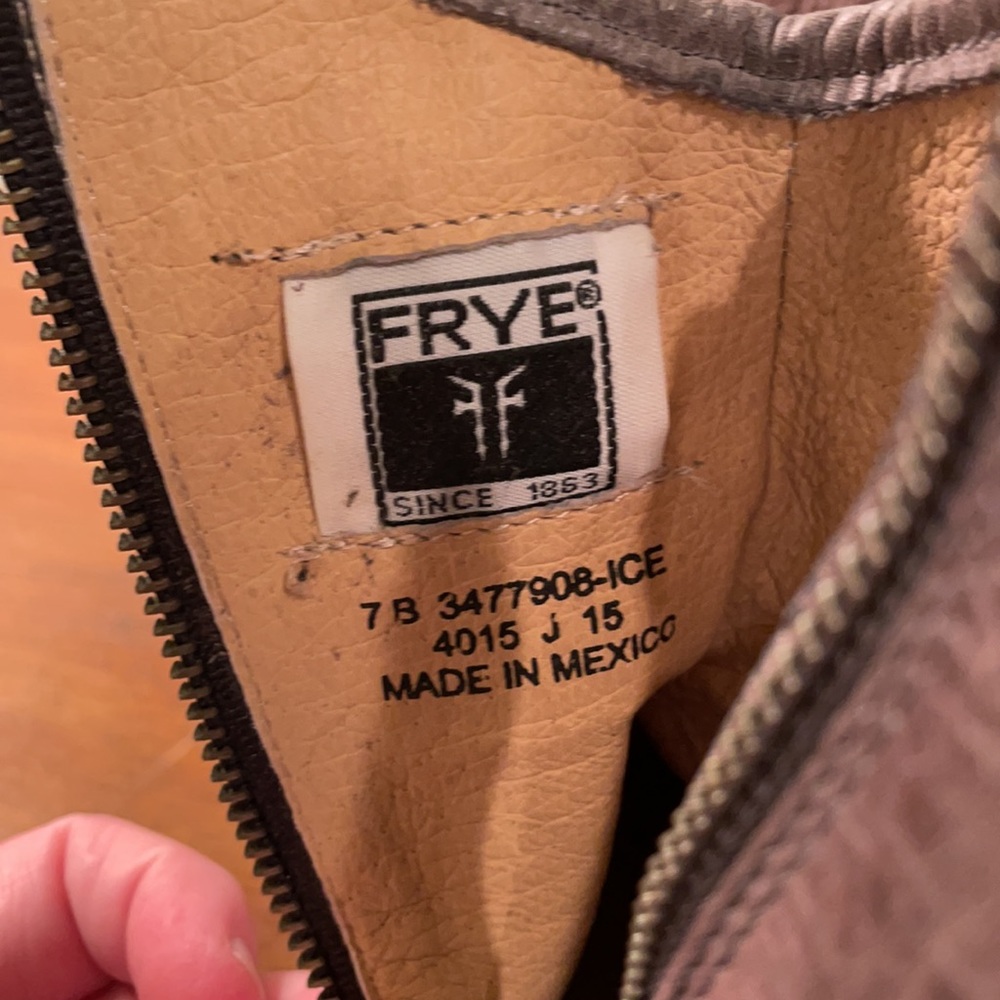 FRYE®
SINCE 1863
7 B 3477908-ICE
4015 J 15
MADE IN MEXICO